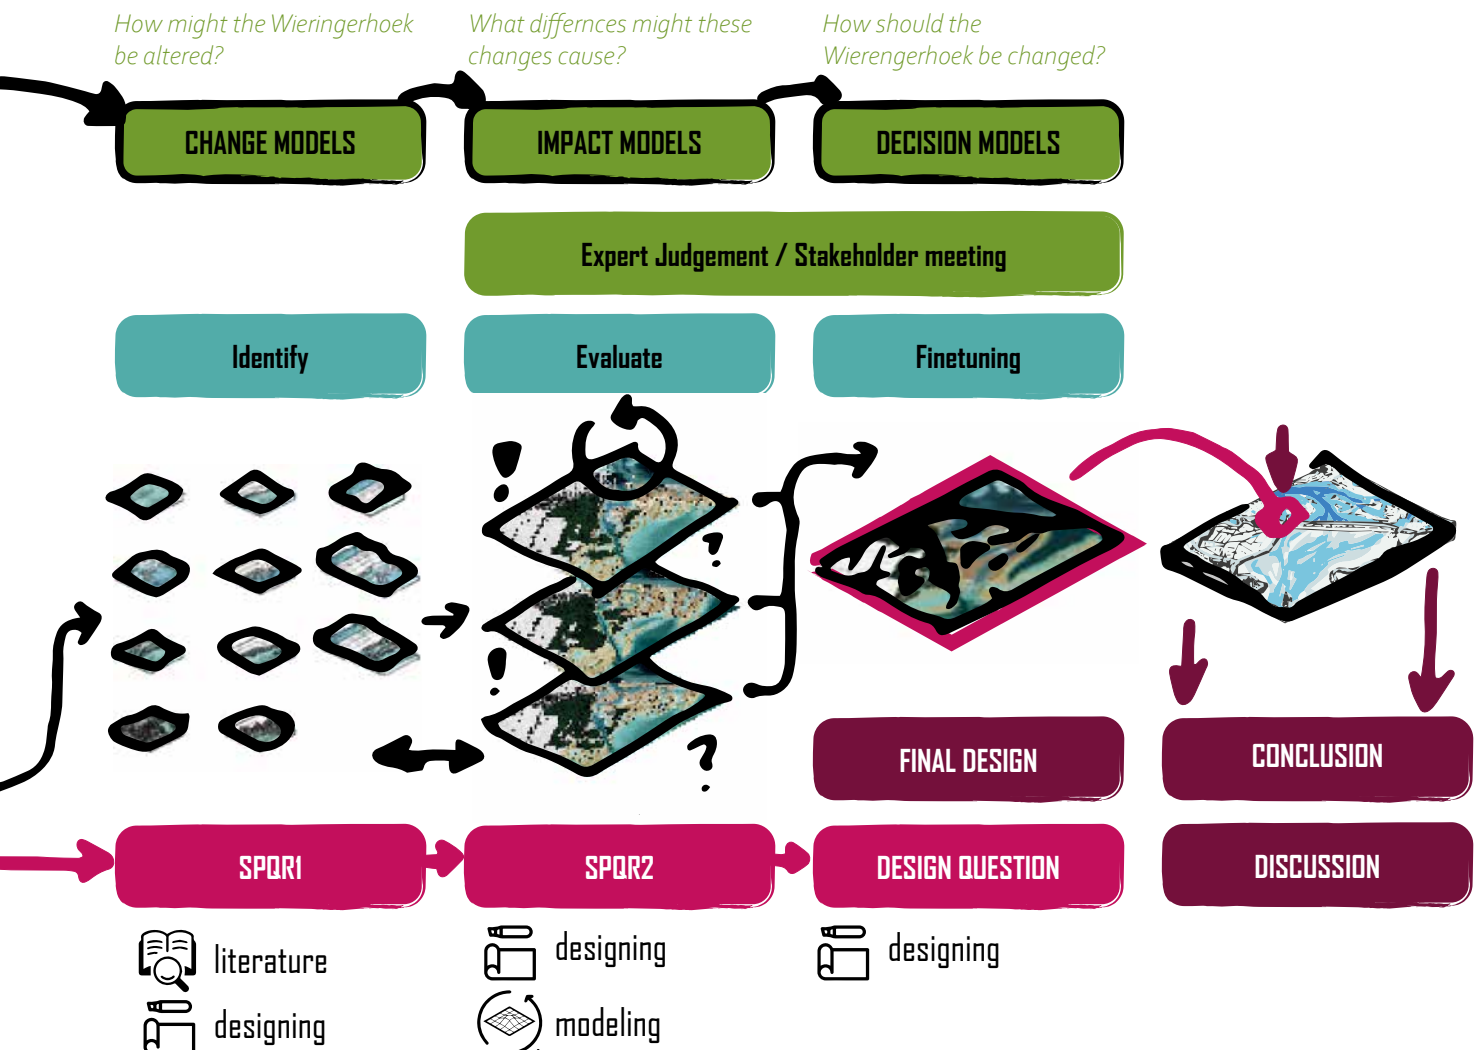 How might the Wieringerhoek
be altered?
What differnces might these
changes cause?
How should the
Wierengerhoek be changed?
CHANGE MODELS
IMPACT MODELS
DECISION MODELS
Expert Judgement / Stakeholder meeting
Identify
Evaluate
Finetuning
! ?
! ?
FINAL DESIGN
CONCLUSION
SPQR1
SPQR2
DESIGN QUESTION
DISCUSSION
literature
designing
designing
designing
modeling